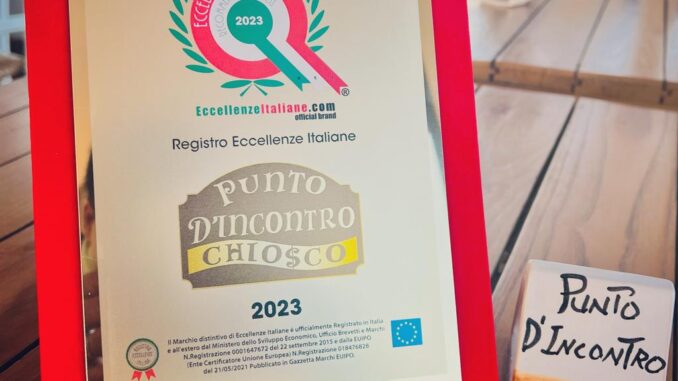 2023
EccellenzeItaliane.com
official brand
®
Registro Eccellenze Italiane
PUNTO
D'INCONTRO
CHIOSCO
2023
Il Marchio distintivo di Eccellenze Italiane è ufficialmente Registrato in Italia
e all'estero del Ministero dello Sviluppo Economico, Ufficio Brevetti e Marchi
N.Registrazione 0001647672 del 22 settembre 2015 e dalla EUIPO
(Ente Certificatore Unione Europea) N.Registrazione 018476826
del 21/05/2021 Pubblicato in Gazzetta Marchi EUIPO.
PUNTO
D'INCONTRO